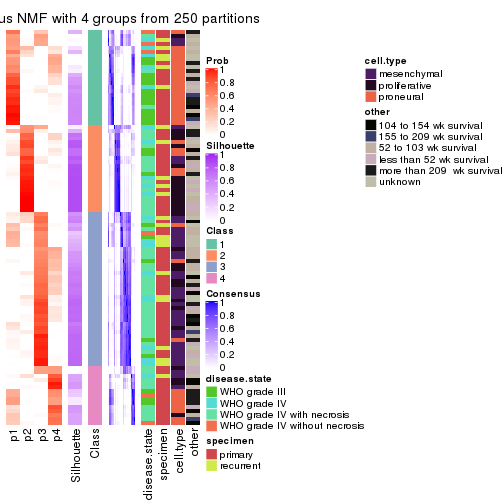 us NMF with 4 groups from 250 partitions
Prob
1
0.8
0.6
0.4
0.2
0
Silhouette
1
0.8
0.6
0.4
0.2
0
Class
1
2
3
4
Consensus
1
0.8
0.6
0.4
0.2
0
disease.state
WHO grade III
WHO grade IV
WHO grade IV with necrosis
WHO grade IV without necrosis
specimen
primary
recurrent
cell.type
mesenchymal
proliferative
proneural
other
104 to 154 wk survival
155 to 209 wk survival
52 to 103 wk survival
less than 52 wk survival
more than 209  wk survival
unknown
p1
p2
p3
p4
Silhouette
Class
disease.state
specimen
cell.type
other